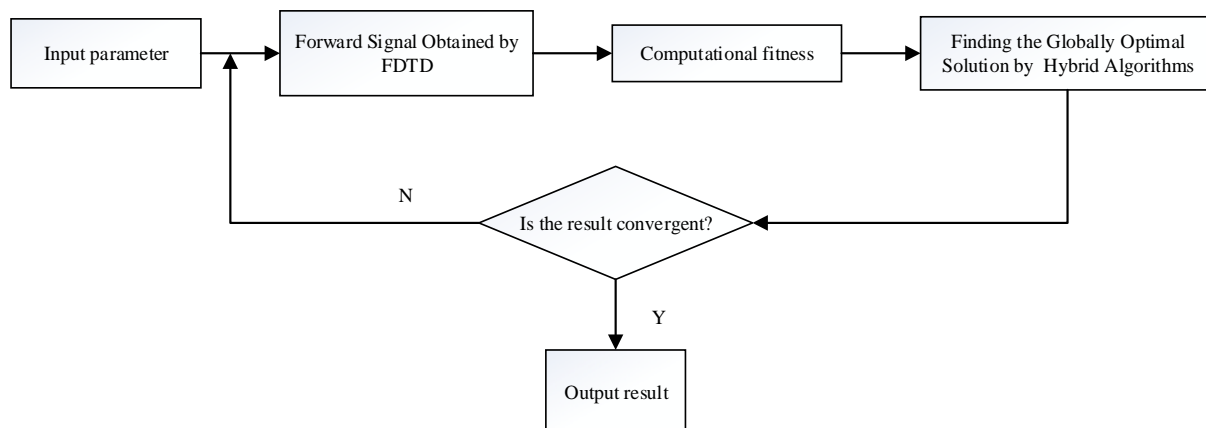 Input parameter
Forward Signal Obtained by
FDTD
Computational fitness
Finding the Globally Optimal
Solution by Hybrid Algorithms
N
Is the result convergent?
Y
Output result